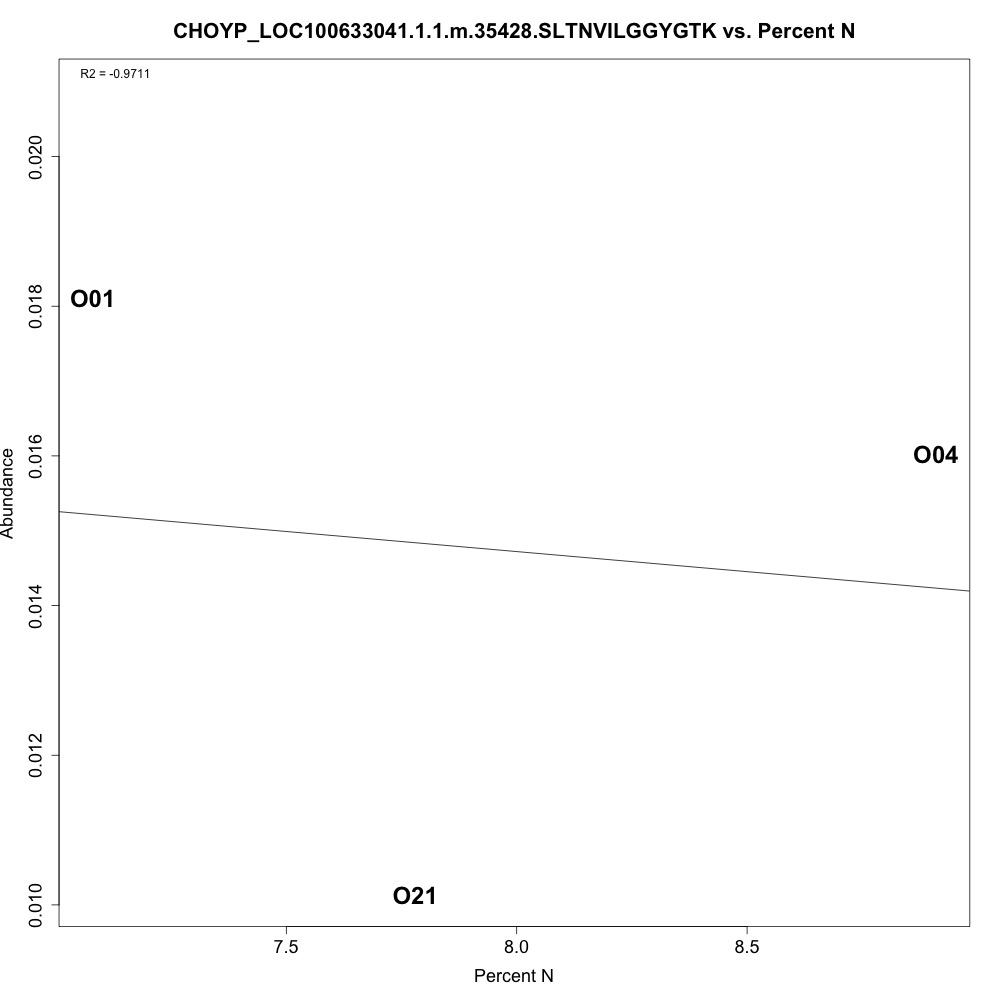 CHOYP_LOC100633041.1.1.m.35428.SLTNVILGGYGTK vs. Percent N
R2 = -0.9711
0.020
0.018
0.016
0.014
0.012
0.010
Abundance
O01
O04
O21
7.5
8.0
8.5
Percent N